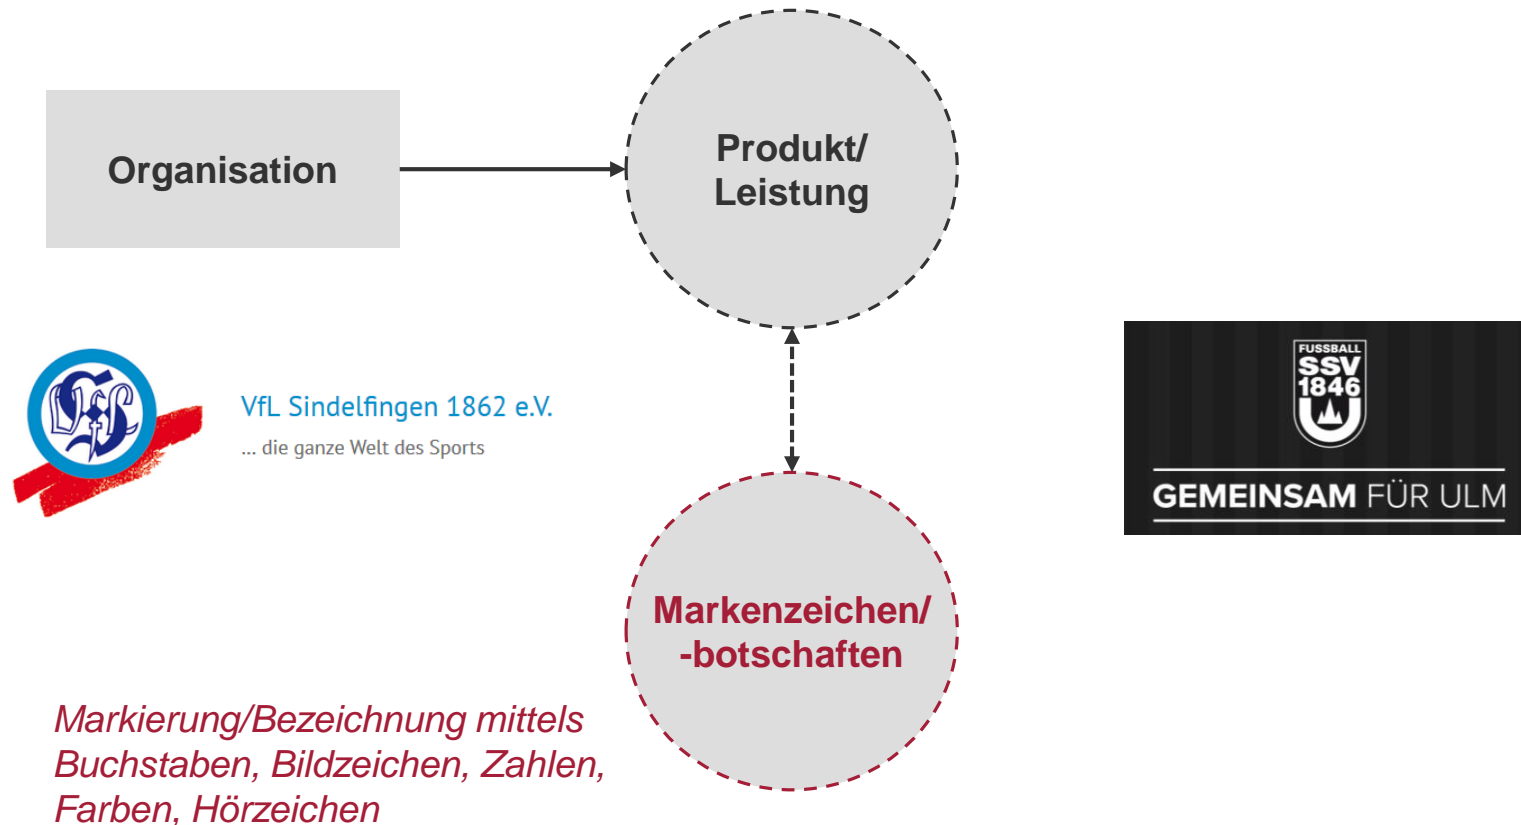 Organisation
Produkt/
Leistung
VfL Sindelfingen 1862 e.V.
... die ganze Welt des Sports
FUSSBALL
SSV
1846
GEMEINSAM FÜR ULM
Markenzeichen/
-botschaften
Markierung/Bezeichnung mittels
Buchstaben, Bildzeichen, Zahlen,
Farben, Hörzeichen